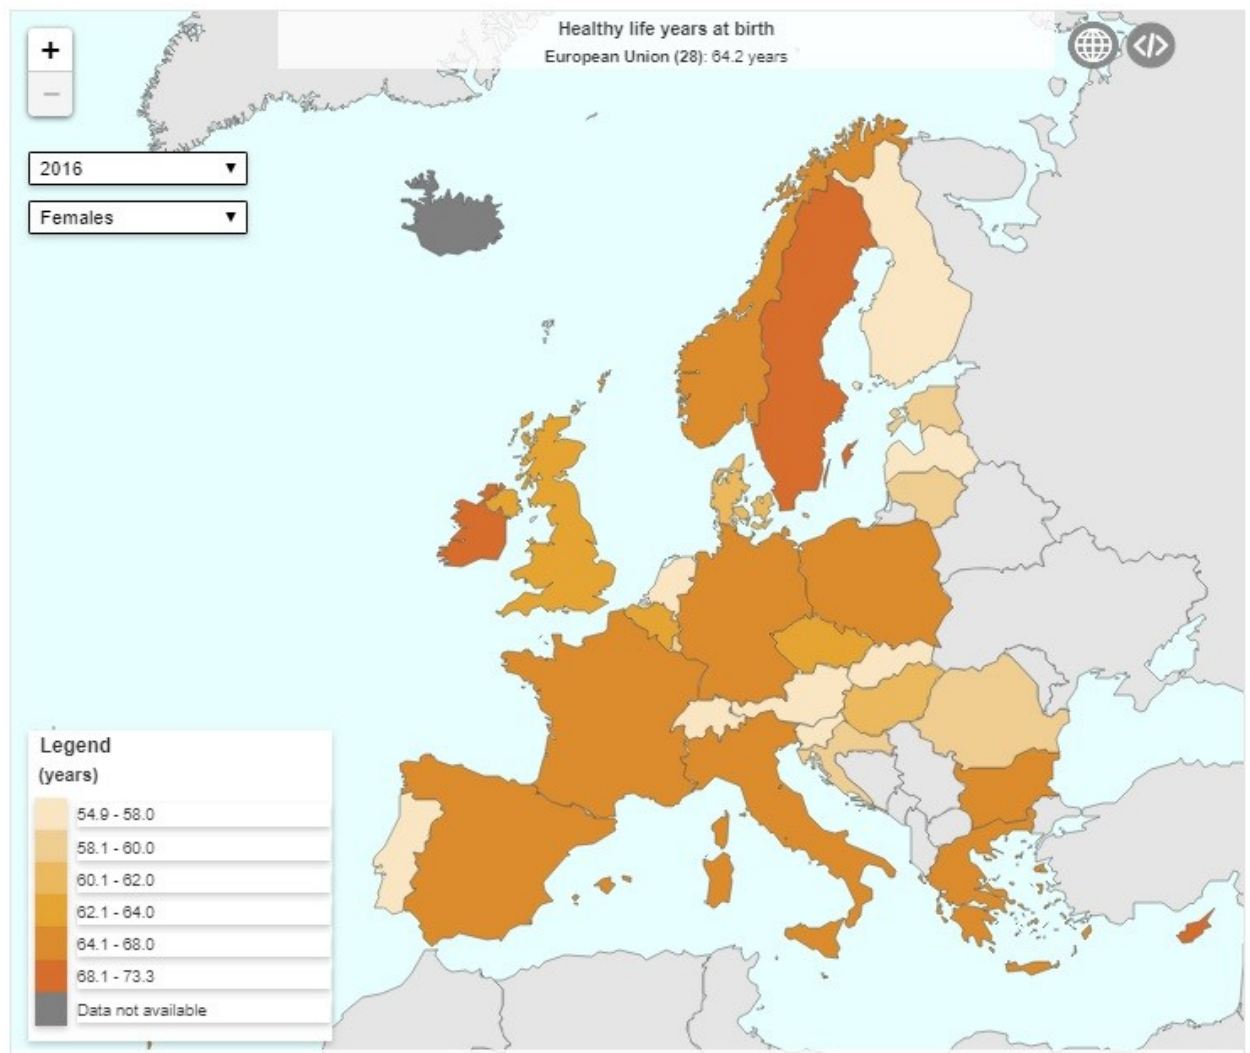 Healthy life years at birth
European Union (28): 64.2 years
+
−
</>
2016
Females
Legend
(years)
54.9 - 58.0
58.1 - 60.0
60.1 - 62.0
62.1 - 64.0
64.1 - 68.0
68.1 - 73.3
Data not available